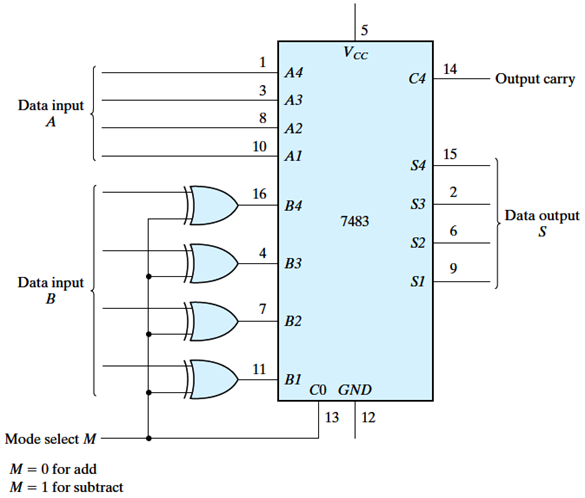 5
VCC
1 A4
C4 14 Output carry
3 A3
Data input
A
8 A2
10 A1
S4 15
16 B4
S3 2
7483
Data output
S
S2 6
4 B3
S1 9
Data input
B
7 B2
11 B1
C0 GND
13 12
Mode select M
M = 0 for add
M = 1 for subtract